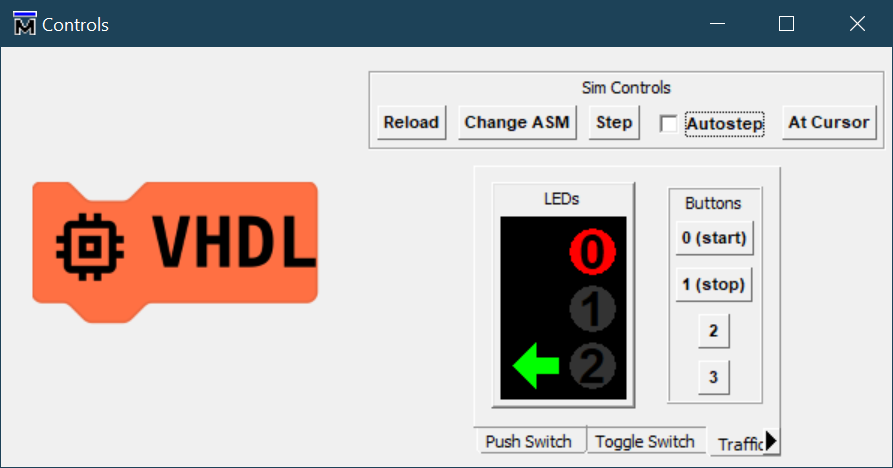 Controls
Sim Controls
Reload Change ASM Step Autostep At Cursor
VHDL
LEDs
0
1
2
Buttons
0 (start)
1 (stop)
2
3
Push Switch Toggle Switch Traffic